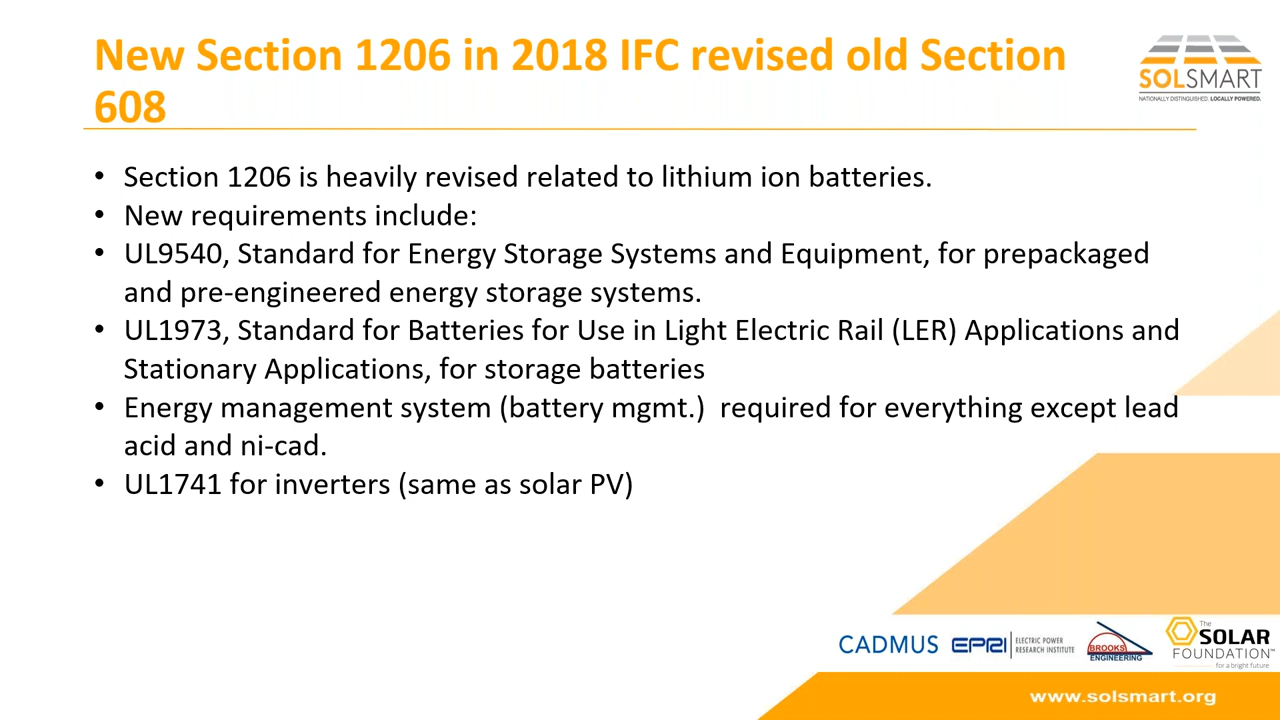 New Section 1206 in 2018 IFC revised old Section
608
SOLSMART
NATIONALLY DISTINGUISHED. LOCALLY POWERED.
• Section 1206 is heavily revised related to lithium ion batteries.
• New requirements include:
• UL9540, Standard for Energy Storage Systems and Equipment, for prepackaged
and pre-engineered energy storage systems.
• UL1973, Standard for Batteries for Use in Light Electric Rail (LER) Applications and
Stationary Applications, for storage batteries
• Energy management system (battery mgmt.)  required for everything except lead
acid and ni-cad.
• UL1741 for inverters (same as solar PV)
CADMUS
EPRI
ELECTRIC POWER
RESEARCH INSTITUTE
BROOKS
ENGINEERING
The
SOLAR
FOUNDATION™
for a bright future
www.solsmart.org